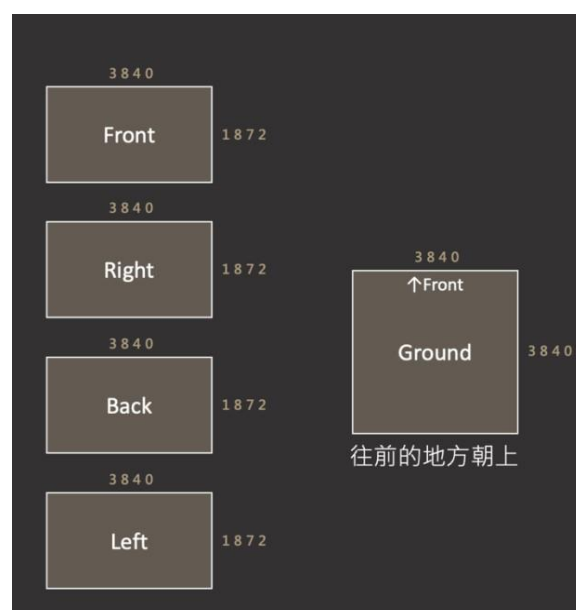 3840
Front
1872
3840
Right
1872
3840
Back
1872
3840
Left
1872
3840
↑Front
Ground
3840
往前的地方朝上